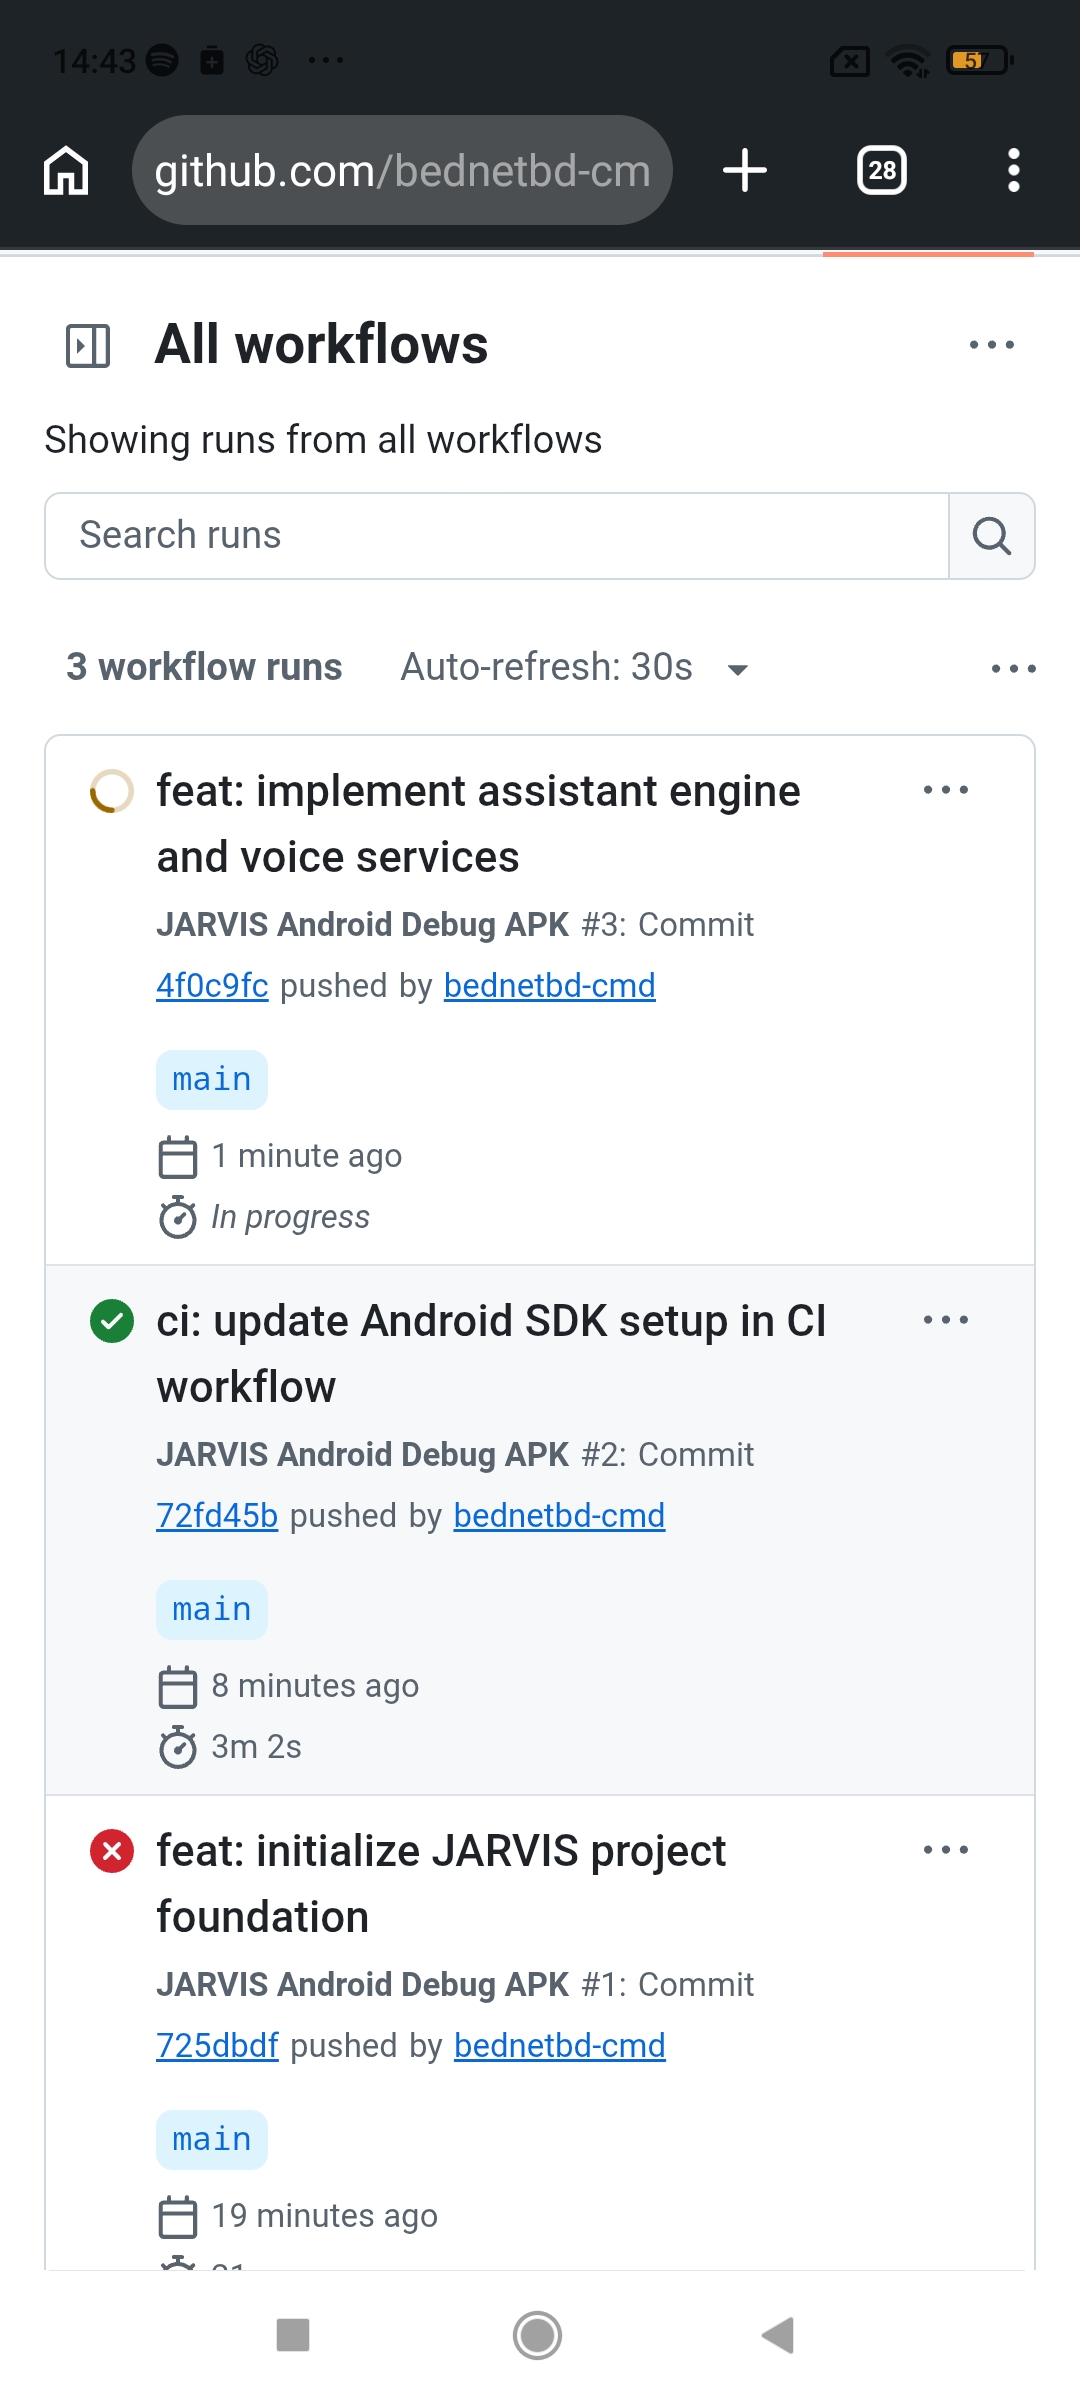 14:43
57
github.com/bednetbd-cm
28
All workflows
Showing runs from all workflows
Search runs
3 workflow runs Auto-refresh: 30s
feat: implement assistant engine
and voice services
JARVIS Android Debug APK #3: Commit
4f0c9fc pushed by bednetbd-cmd
main
1 minute ago
In progress
ci: update Android SDK setup in CI
workflow
JARVIS Android Debug APK #2: Commit
72fd45b pushed by bednetbd-cmd
main
8 minutes ago
3m 2s
feat: initialize JARVIS project
foundation
JARVIS Android Debug APK #1: Commit
725dbdf pushed by bednetbd-cmd
main
19 minutes ago